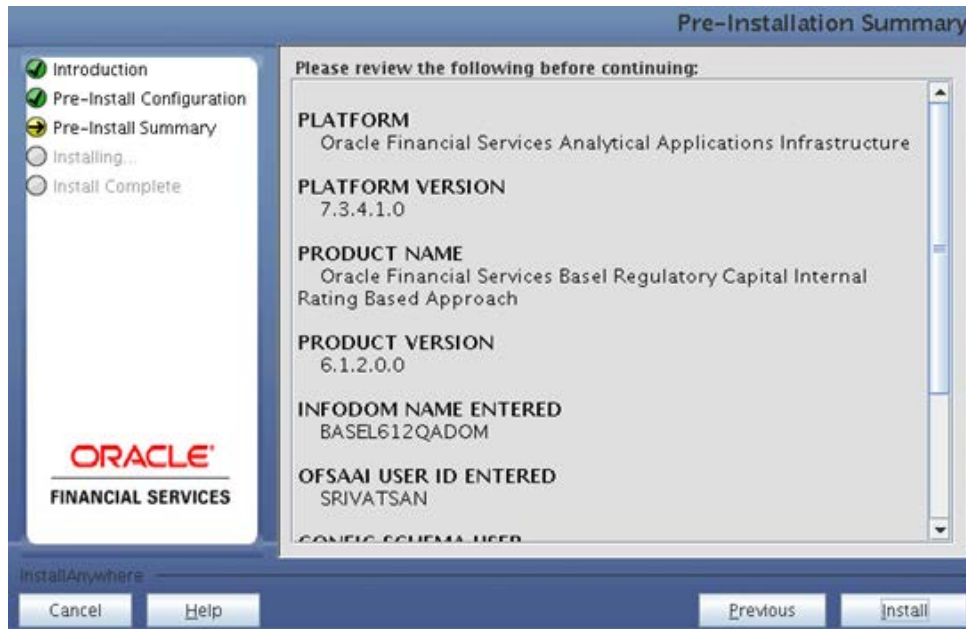 Pre-Installation Summary
Introduction
Pre-Install Configuration
Pre-Install Summary
Installing...
Install Complete
ORACLE
FINANCIAL SERVICES
Please review the following before continuing:
PLATFORM
Oracle Financial Services Analytical Applications Infrastructure
PLATFORM VERSION
7.3.4.1.0
PRODUCT NAME
Oracle Financial Services Basel Regulatory Capital Internal
Rating Based Approach
PRODUCT VERSION
6.1.2.0.0
INFODOM NAME ENTERED
BASEL612QADOM
OFSAAI USER ID ENTERED
SRIVATSAN
CONFIG SCHEMA USER
InstallAnywhere
Cancel
Help
Previous
Install